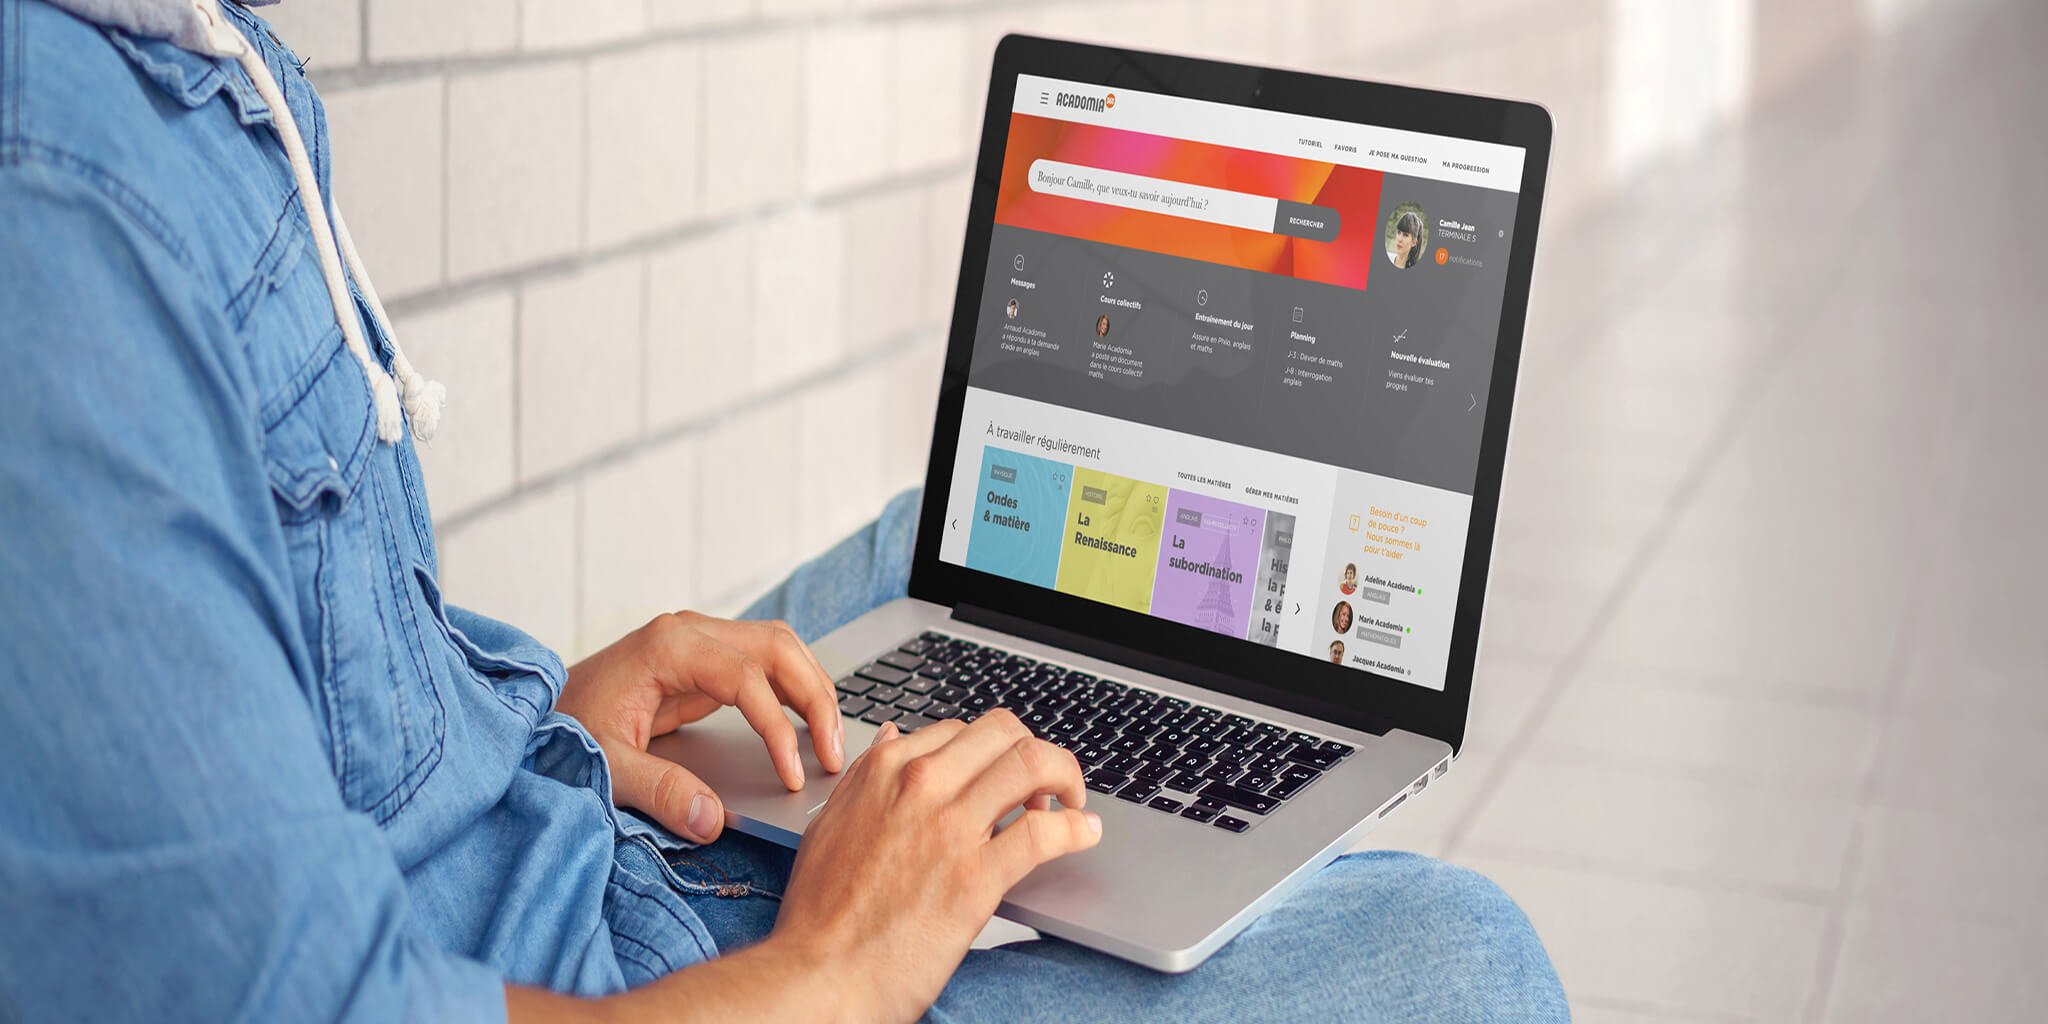 ACADOMIA 365
TUTORIEL FAVORIS JE POSE MA QUESTION MA PROGRESSION
Bonjour Camille, que veux-tu savoir aujourd'hui ?
RECHERCHER
Camille Jean
TERMINALE S
17 notifications
Messages
Arnaud Acadomia
a répondu à ta demande
d'aide en anglais
Cours collectifs
Marie Acadomia
a posté un document
dans le cours collectif
maths
Entraînement du jour
Assure en Philo, anglais
et maths
Planning
J-3 : Devoir de maths
J-8 : Interrogation
anglais
Nouvelle évaluation
Viens évaluer tes
progrès
À travailler régulièrement
TOUTES LES MATIÈRES GÉRER MES MATIÈRES
PHYSIQUE
Ondes
& matière
HISTOIRE
La
Renaissance
ANGLAIS
La
subordination
PHILO
His
la p
& é
la p
Besoin d'un coup
de pouce ?
Nous sommes là
pour t'aider
Adeline Acadomia
ANGLAIS
Marie Acadomia
MATHÉMATIQUES
Jacques Acadomia